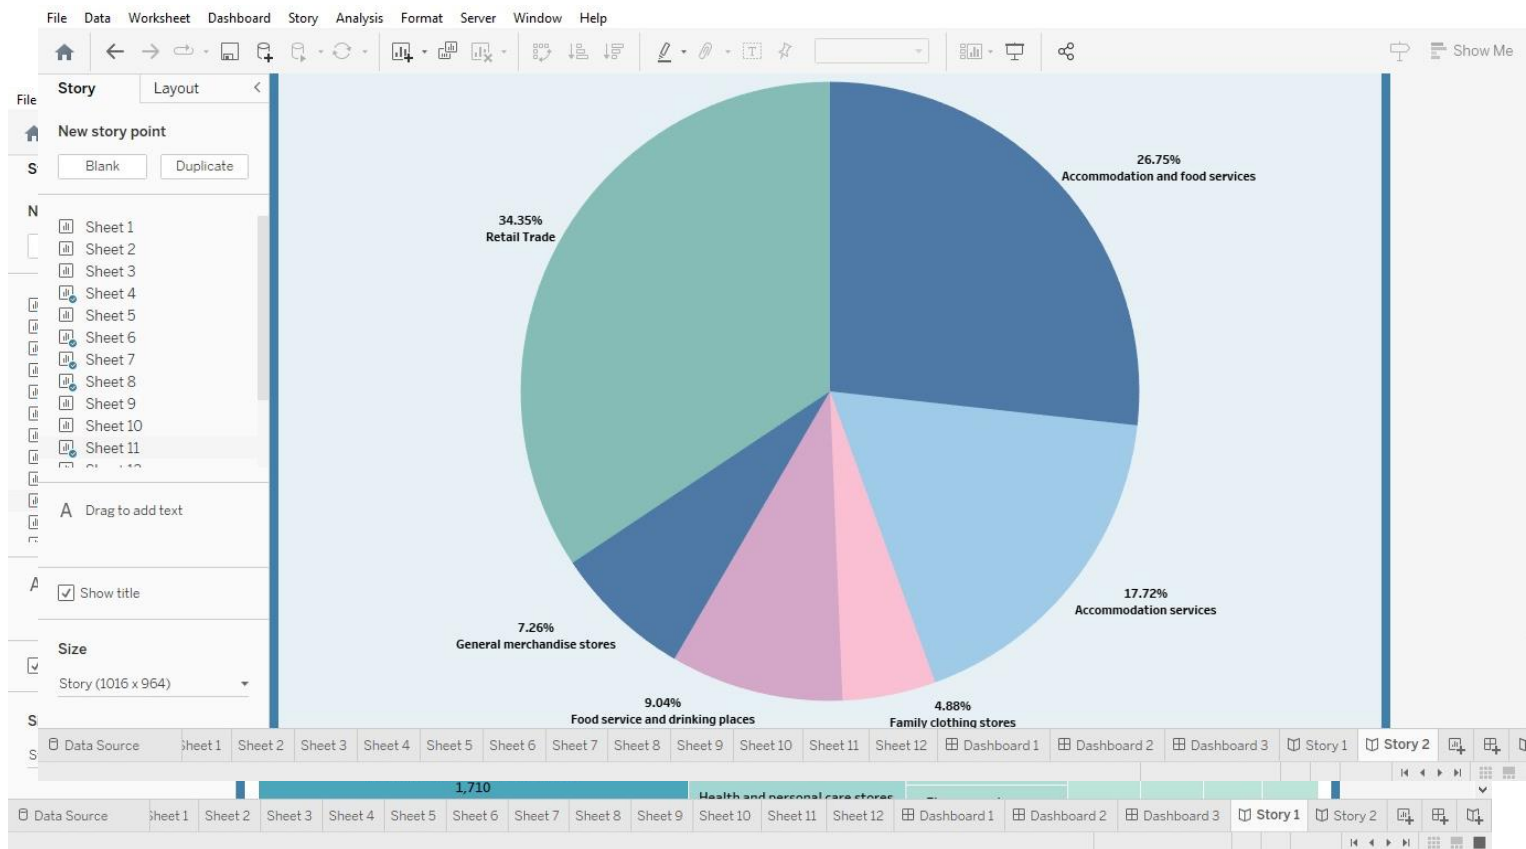 File Data Worksheet Dashboard Story Analysis Format Server Window Help
Show Me
Story Layout
File
New story point
Blank Duplicate
Sheet 1
Sheet 2
Sheet 3
Sheet 4
Sheet 5
Sheet 6
Sheet 7
Sheet 8
Sheet 9
Sheet 10
Sheet 11
A Drag to add text
Show title
Size
Story (1016 x 964)
26.75%
Accommodation and food services
34.35%
Retail Trade
17.72%
Accommodation services
7.26%
General merchandise stores
9.04%
Food service and drinking places
4.88%
Family clothing stores
Data Source Sheet 1 Sheet 2 Sheet 3 Sheet 4 Sheet 5 Sheet 6 Sheet 7 Sheet 8 Sheet 9 Sheet 10 Sheet 11 Sheet 12 Dashboard 1 Dashboard 2 Dashboard 3 Story 1 Story 2
1,710
Health and personal care stores
Data Source Sheet 1 Sheet 2 Sheet 3 Sheet 4 Sheet 5 Sheet 6 Sheet 7 Sheet 8 Sheet 9 Sheet 10 Sheet 11 Sheet 12 Dashboard 1 Dashboard 2 Dashboard 3 Story 1 Story 2